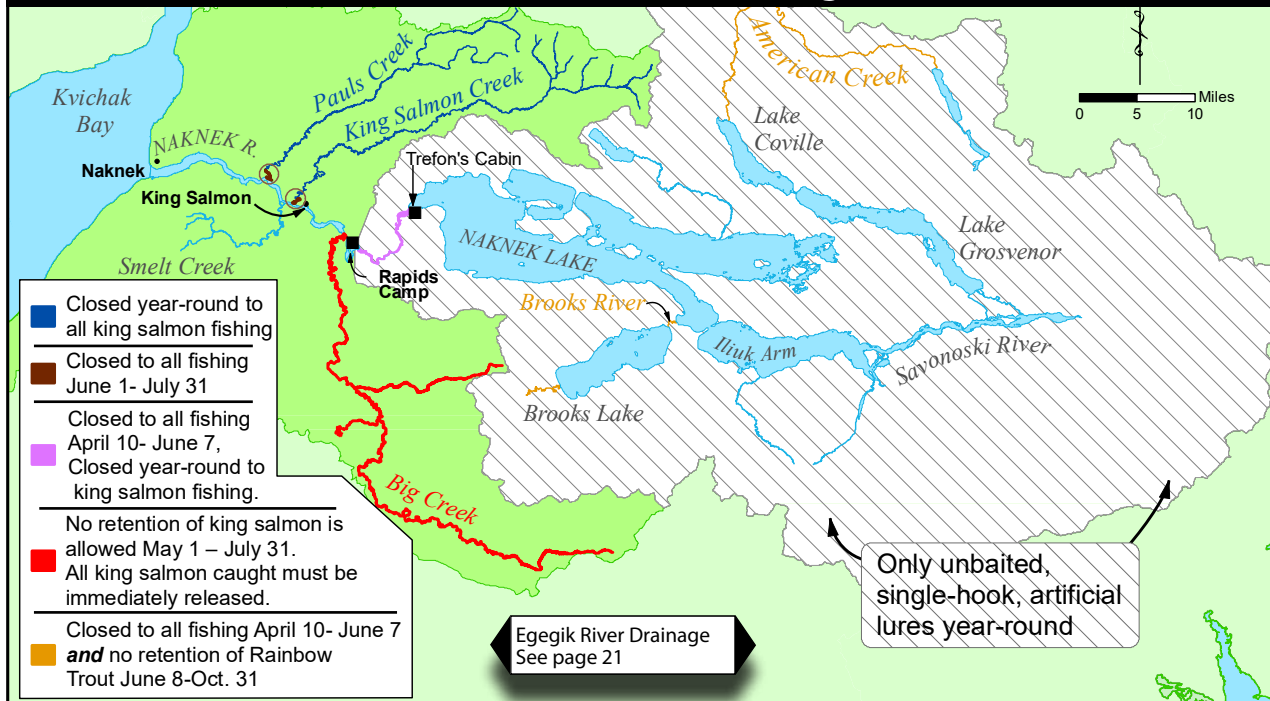 Kvichak
Bay
NAKNEK R.
Naknek
King Salmon
Pauls Creek
King Salmon Creek
Trefon's Cabin
American Creek
Lake
Coville
Miles
0 5 10
Smelt Creek
Rapids
Camp
NAKNEK LAKE
Lake
Grosvenor
Brooks River
Iliuk Arm
Savonoski River
Brooks Lake
Big Creek
Closed year-round to
all king salmon fishing
Closed to all fishing
June 1- July 31
Closed to all fishing
April 10- June 7,
Closed year-round to
king salmon fishing.
No retention of king salmon is
allowed May 1 – July 31.
All king salmon caught must be
immediately released.
Closed to all fishing April 10- June 7
and no retention of Rainbow
Trout June 8-Oct. 31
Egegik River Drainage
See page 21
Only unbaited,
single-hook, artificial
lures year-round